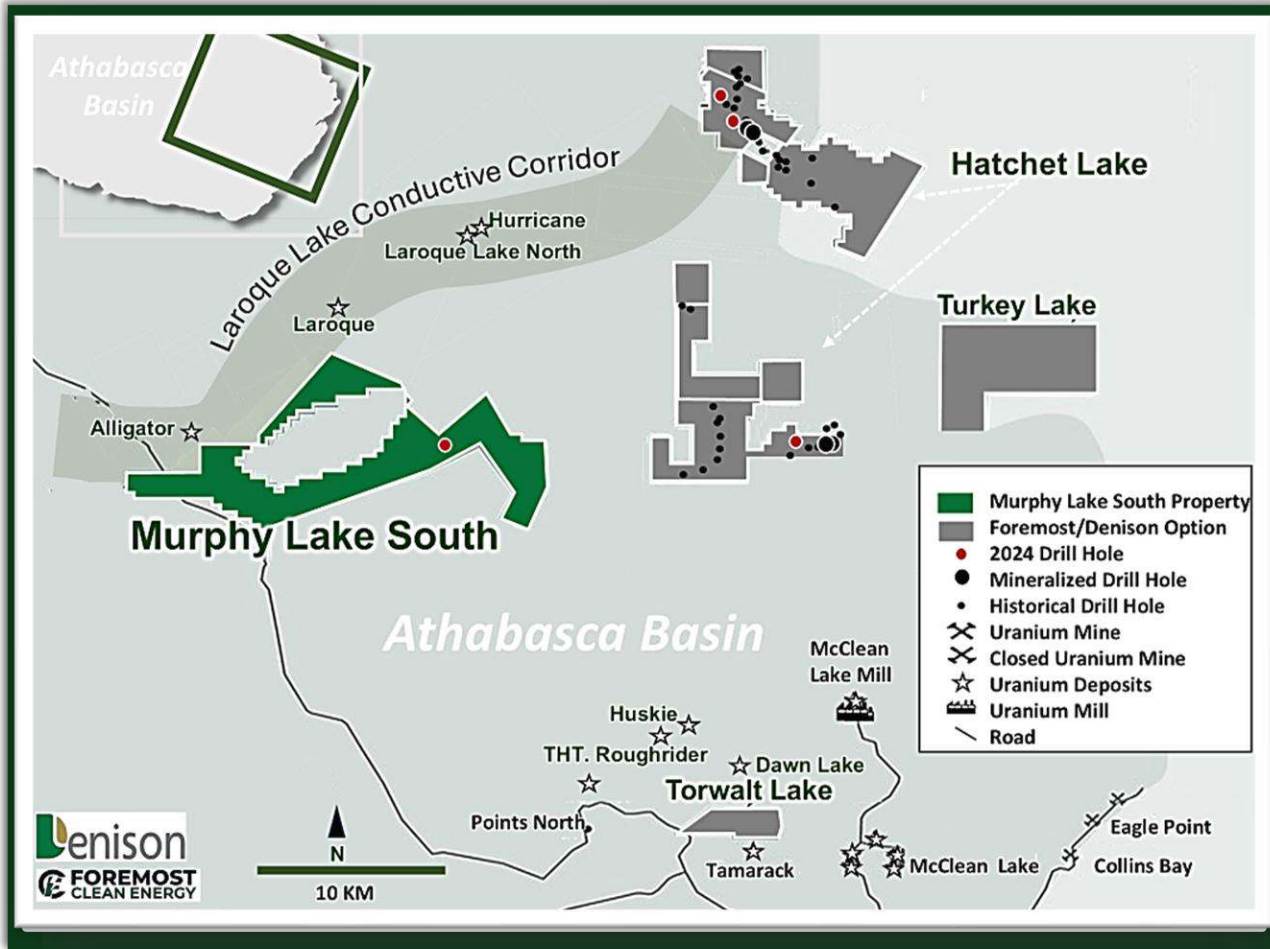 Athabasca
Basin
Laroque Lake Conductive Corridor
Hurricane
Laroque Lake North
Laroque
Alligator
Hatchet Lake
Turkey Lake
Murphy Lake South
Athabasca Basin
Murphy Lake South Property
Foremost/Denison Option
2024 Drill Hole
Mineralized Drill Hole
Historical Drill Hole
Uranium Mine
Closed Uranium Mine
Uranium Deposits
Uranium Mill
Road
McClean
Lake Mill
Huskie
THT. Roughrider
Dawn Lake
Torwalt Lake
Points North
Tamarack
McClean Lake
Eagle Point
Collins Bay
Denison
FOREMOST
CLEAN ENERGY
N
10 KM